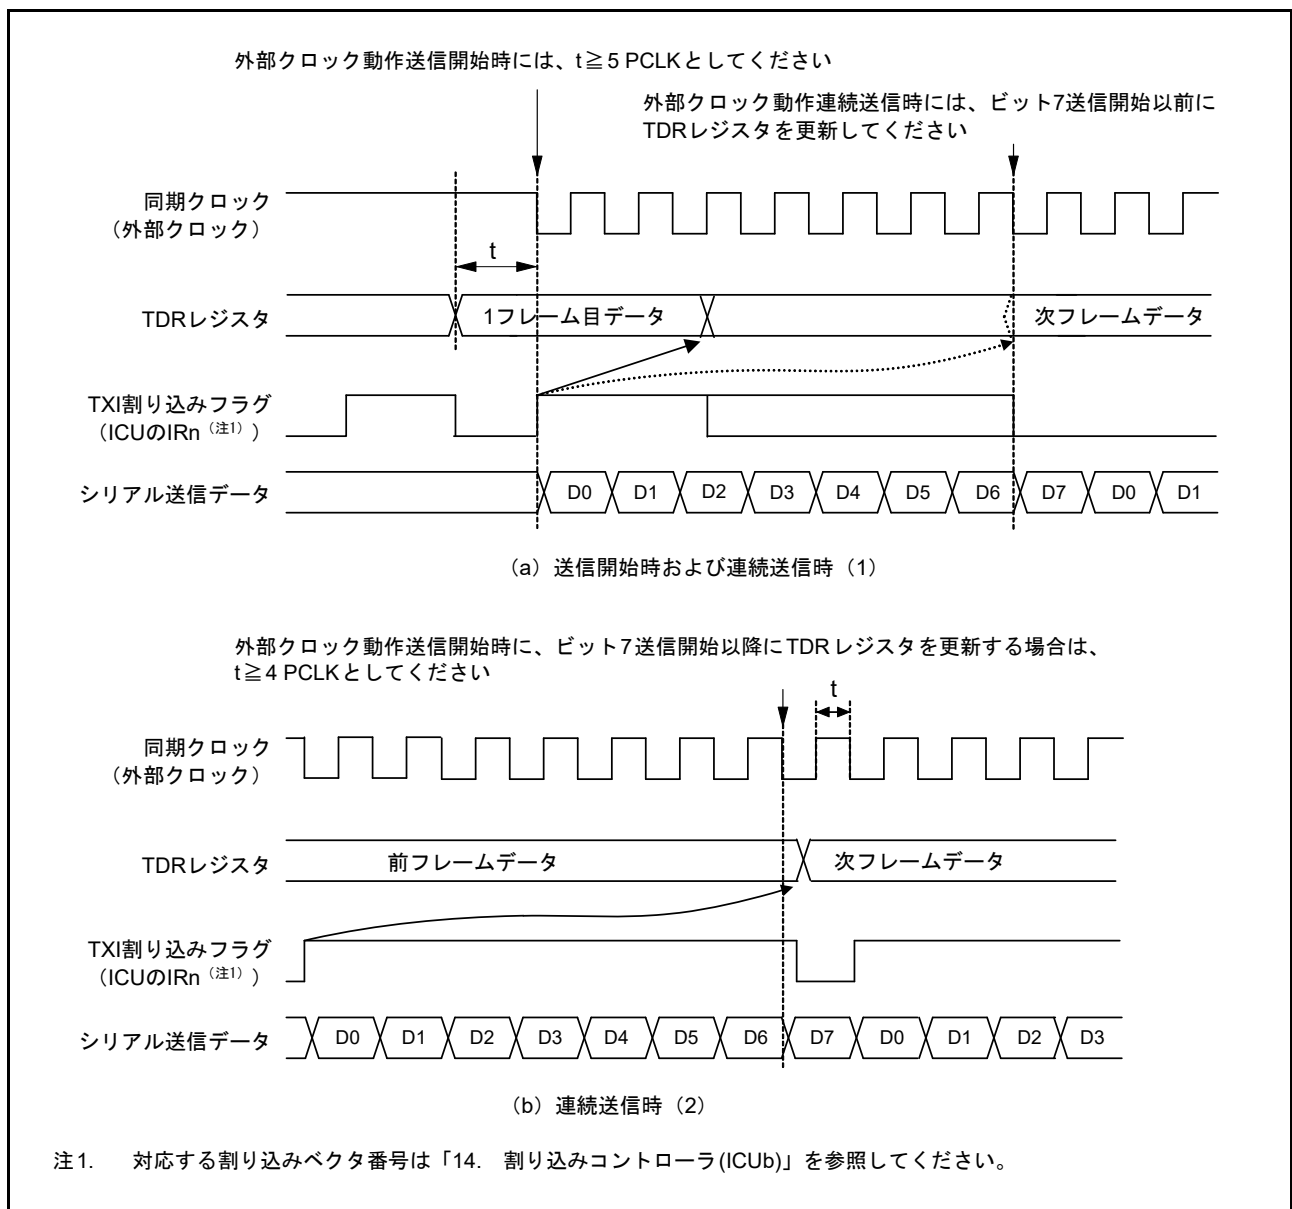 外部クロック動作送信開始時には、t≧5 PCLKとしてください
外部クロック動作連続送信時には、ビット7送信開始以前に
TDRレジスタを更新してください
同期クロック
（外部クロック）
t
TDRレジスタ
1フレーム目データ
次フレームデータ
TXI割り込みフラグ
（ICUのIRn（注1））
シリアル送信データ
D0 D1 D2 D3 D4 D5 D6 D7 D0 D1
（a）送信開始時および連続送信時（1）
外部クロック動作送信開始時に、ビット7送信開始以降にTDRレジスタを更新する場合は、
t≧4 PCLKとしてください
t
同期クロック
（外部クロック）
TDRレジスタ
前フレームデータ
次フレームデータ
TXI割り込みフラグ
（ICUのIRn（注1））
シリアル送信データ
D0 D1 D2 D3 D4 D5 D6 D7 D0 D1 D2 D3
（b）連続送信時（2）
注1. 対応する割り込みベクタ番号は「14. 割り込みコントローラ(ICUb)」を参照してください。